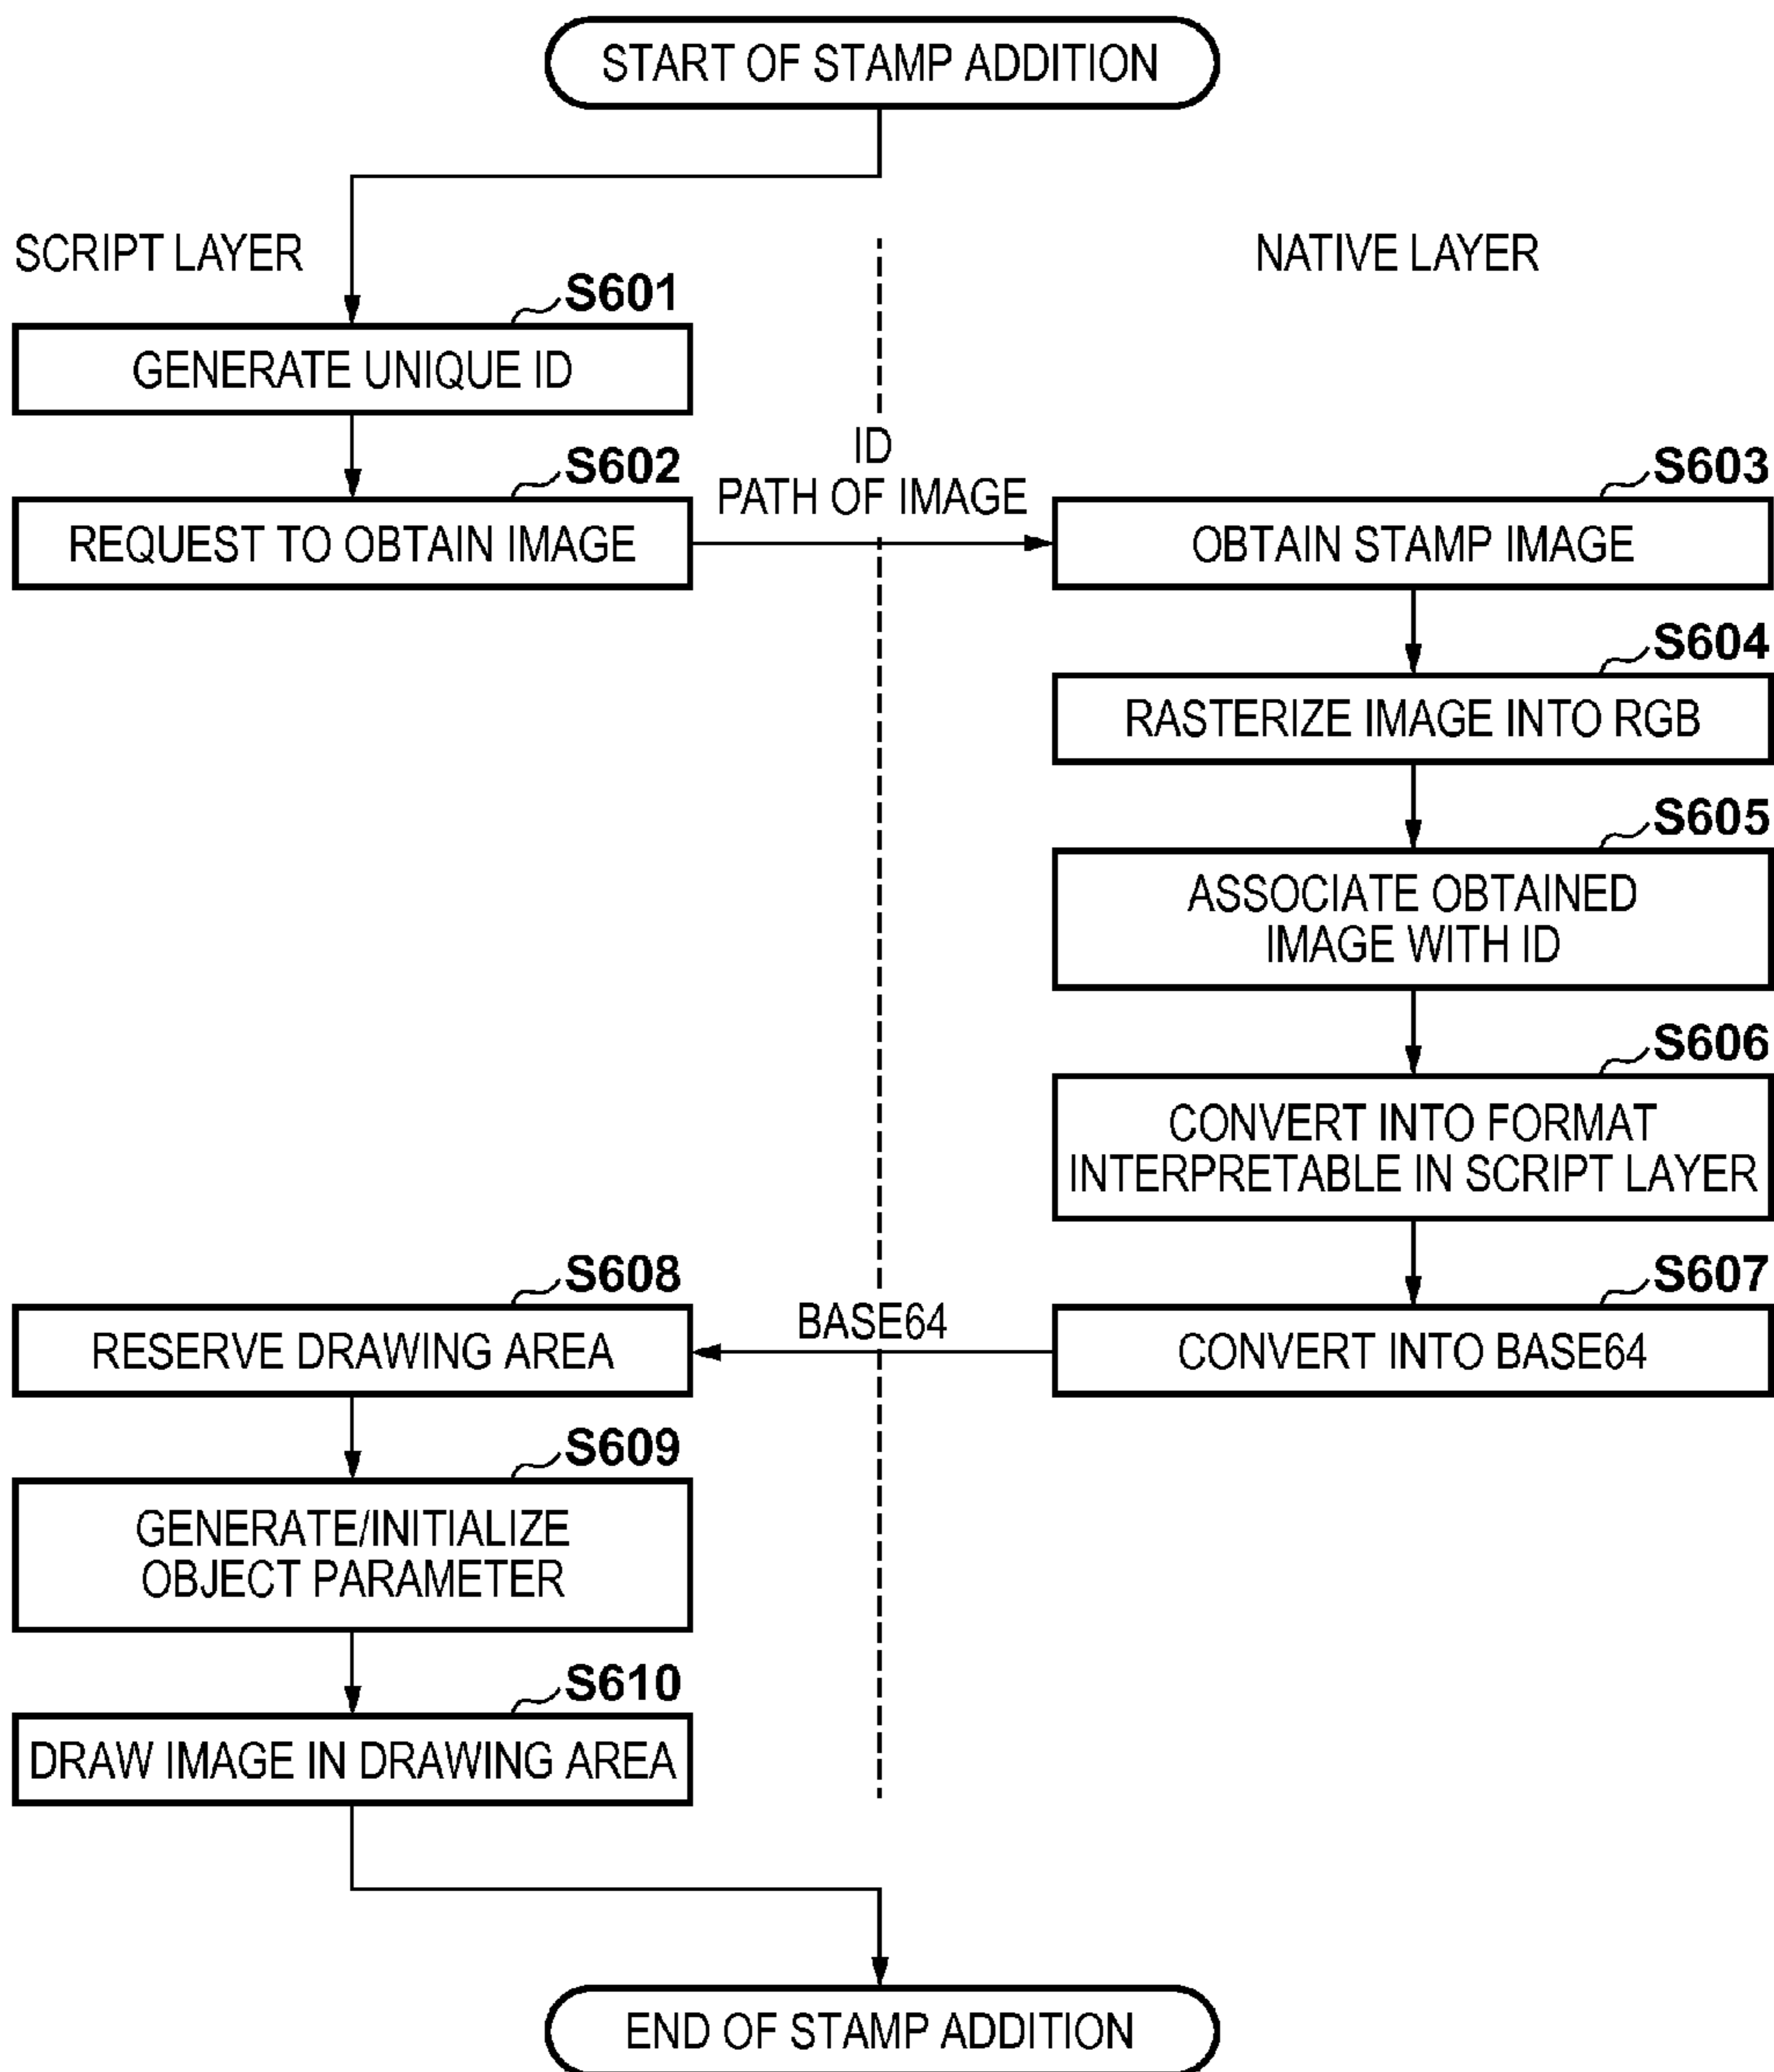 START OF STAMP ADDITION
SCRIPT LAYER
NATIVE LAYER
S601
GENERATE UNIQUE ID
S602
REQUEST TO OBTAIN IMAGE
ID
PATH OF IMAGE
S603
OBTAIN STAMP IMAGE
S604
RASTERIZE IMAGE INTO RGB
S605
ASSOCIATE OBTAINED
IMAGE WITH ID
S606
CONVERT INTO FORMAT
INTERPRETABLE IN SCRIPT LAYER
S607
CONVERT INTO BASE64
BASE64
S608
RESERVE DRAWING AREA
S609
GENERATE/INITIALIZE
OBJECT PARAMETER
S610
DRAW IMAGE IN DRAWING AREA
END OF STAMP ADDITION